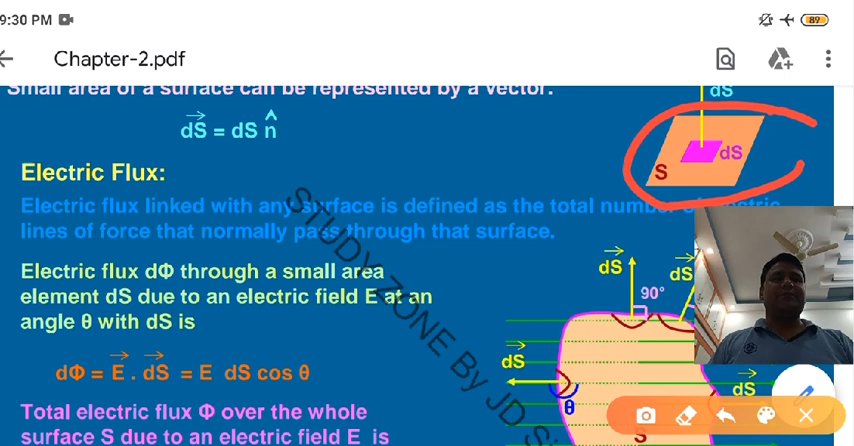 9:30 PM
89
Chapter-2.pdf
Small area of a surface can be represented by a vector.
dS = dS n̂
dS
dS
S
Electric Flux:
Electric flux linked with any surface is defined as the total number of electric
lines of force that normally pass through that surface.
Electric flux dΦ through a small area
element dS due to an electric field E at an
angle θ with dS is
dΦ = E . dS = E dS cos θ
Total electric flux Φ over the whole
surface S due to an electric field E is
dS
dS
90°
dS
θ
dS
S
STUDY ZONE By JD